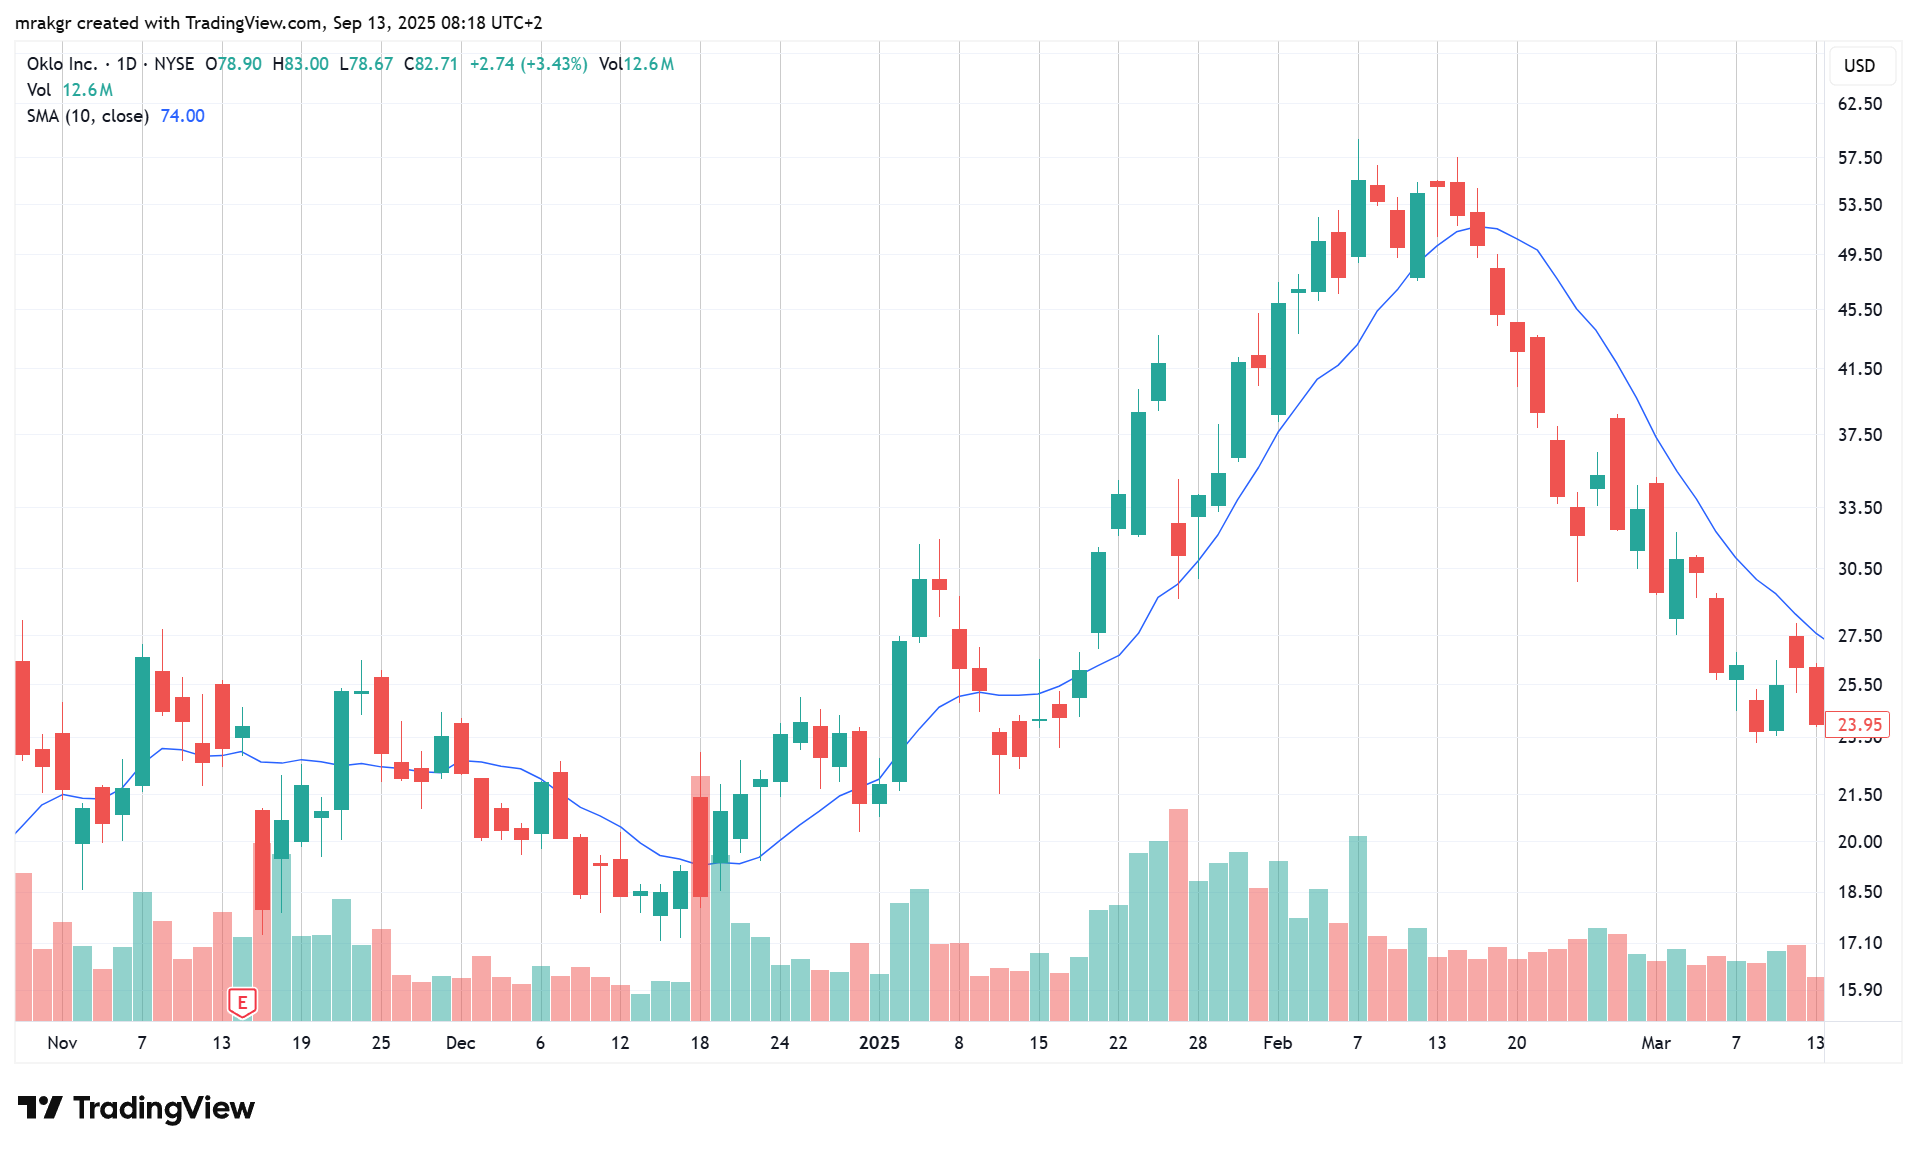 mrakgr created with TradingView.com, Sep 13, 2025 08:18 UTC+2
Oklo Inc. · 1D · NYSE O78.90 H83.00 L78.67 C82.71 +2.74 (+3.43%) Vol12.6M
Vol 12.6M
SMA (10, close) 74.00
USD
62.50
57.50
53.50
49.50
45.50
41.50
37.50
33.50
30.50
27.50
25.50
23.95
23.50
21.50
20.00
18.50
17.10
15.90
E
Nov 7 13 19 25 Dec 6 12 18 24 2025 8 15 22 28 Feb 7 13 20 Mar 7 13
TradingView